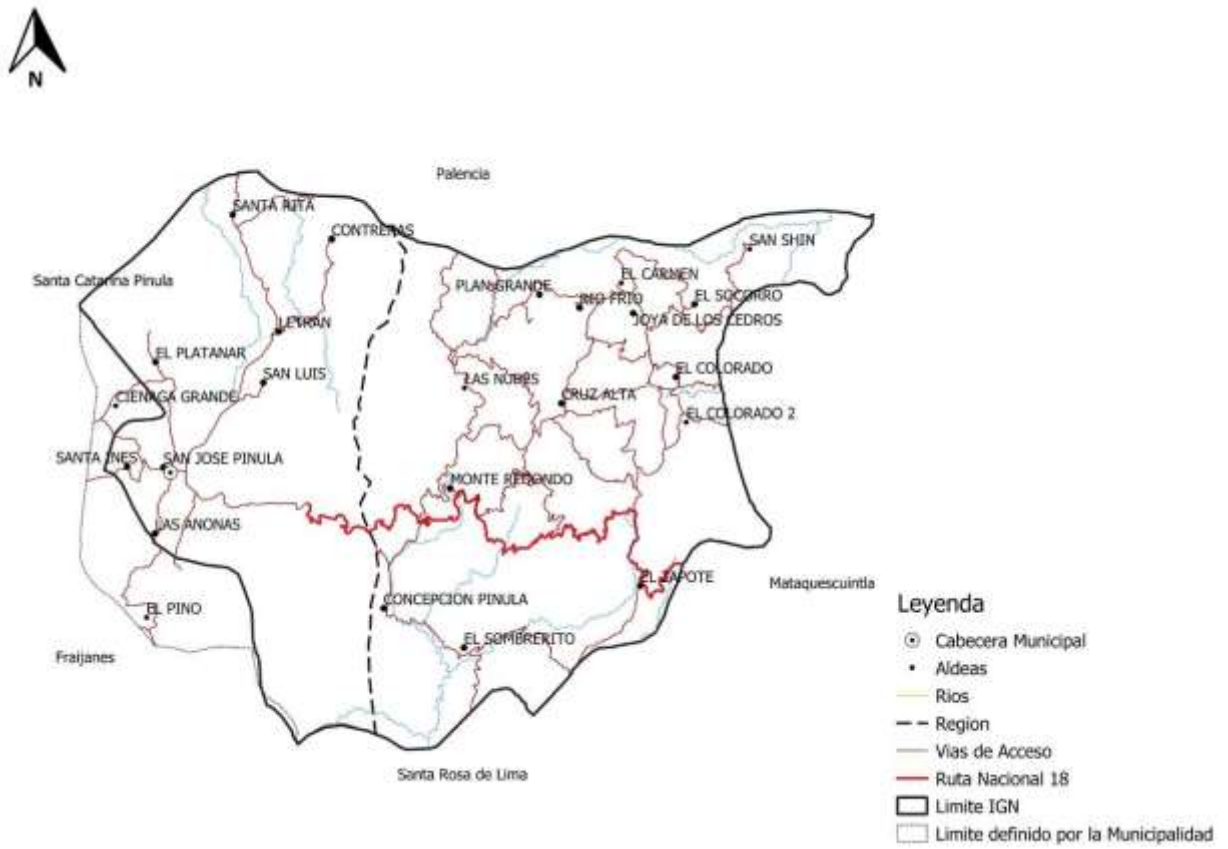 N
Palencia
SANTA RITA
CONTRERAS
SAN SHIN
Santa Catarina Pinula
EL CARMEN
PLAN GRANDE
RIO FRIO
EL SOCORRO
JOYA DE LOS CEDROS
LETRAN
EL PLATANAR
SAN LUIS
EL COLORADO
LAS NUBES
CIENAGA GRANDE
CRUZ ALTA
EL COLORADO 2
SANTA INES
SAN JOSE PINULA
MONTE REDONDO
LAS ANONAS
EL TAPOTE
Mataquescuintla
CONCEPCION PINULA
EL PINO
EL SOMBRERITO
Fraijanes
Santa Rosa de Lima
Leyenda
Cabecera Municipal
Aldeas
Rios
Region
Vias de Acceso
Ruta Nacional 18
Limite IGN
Limite definido por la Municipalidad